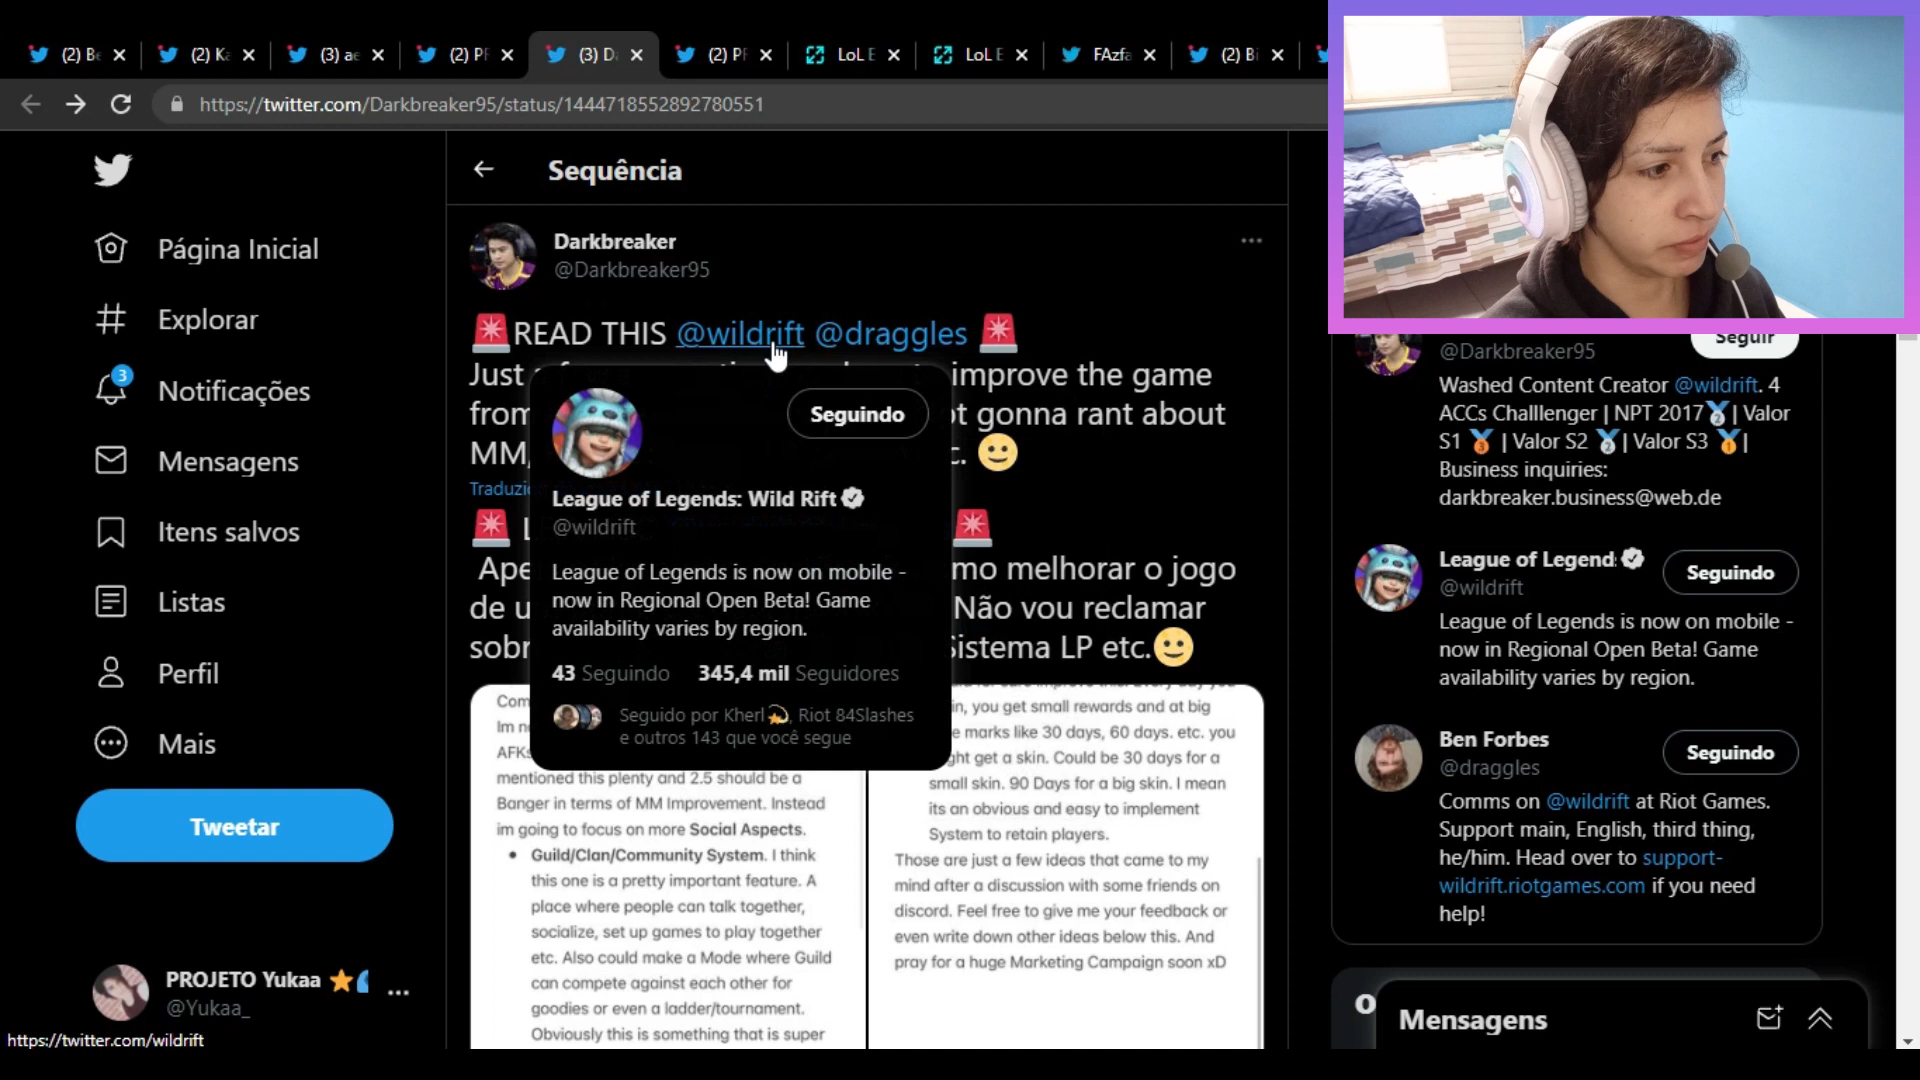 (2) Be
(2) Ka
(3) ae
(2) PR
(3) Da
(2) PR
LoL E
LoL E
FAzfa
(2) Bi
https://twitter.com/Darkbreaker95/status/1444718552892780551
Página Inicial
Explorar
3
Notificações
Mensagens
Itens salvos
Listas
Perfil
Mais
Tweetar
PROJETO Yukaa
@Yukaa_
https://twitter.com/wildrift
Sequência
Darkbreaker
@Darkbreaker95
READ THIS @wildrift @draggles
Just improve the game
from gonna rant about
MM,
c.
mo melhorar o jogo
de u Não vou reclamar
sobr Sistema LP etc.
Seguindo
League of Legends: Wild Rift
@wildrift
League of Legends is now on mobile -
now in Regional Open Beta! Game
availability varies by region.
43 Seguindo 345,4 mil Seguidores
Seguido por Kherl, Riot 84Slashes
e outros 143 que você segue
Com
Im n
AFKs
mentioned this plenty and 2.5 should be a
Banger in terms of MM Improvement. Instead
im going to focus on more Social Aspects.
• Guild/Clan/Community System. I think
this one is a pretty important feature. A
place where people can talk together,
socialize, set up games to play together
etc. Also could make a Mode where Guild
can compete against each other for
goodies or even a ladder/tournament.
Obviously this is something that is super
in, you get small rewards and at big
e marks like 30 days, 60 days. etc. you
ght get a skin. Could be 30 days for a
small skin. 90 Days for a big skin. I mean
its an obvious and easy to implement
System to retain players.
Those are just a few ideas that came to my
mind after a discussion with some friends on
discord. Feel free to give me your feedback or
even write down other ideas below this. And
pray for a huge Marketing Campaign soon xD
Seguir
@Darkbreaker95
Washed Content Creator @wildrift. 4
ACCs Challlenger | NPT 2017 | Valor
S1 | Valor S2 | Valor S3 |
Business inquiries:
darkbreaker.business@web.de
League of Legend:
@wildrift
Seguindo
League of Legends is now on mobile -
now in Regional Open Beta! Game
availability varies by region.
Ben Forbes
@draggles
Seguindo
Comms on @wildrift at Riot Games.
Support main, English, third thing,
he/him. Head over to support-
wildrift.riotgames.com if you need
help!
Mensagens